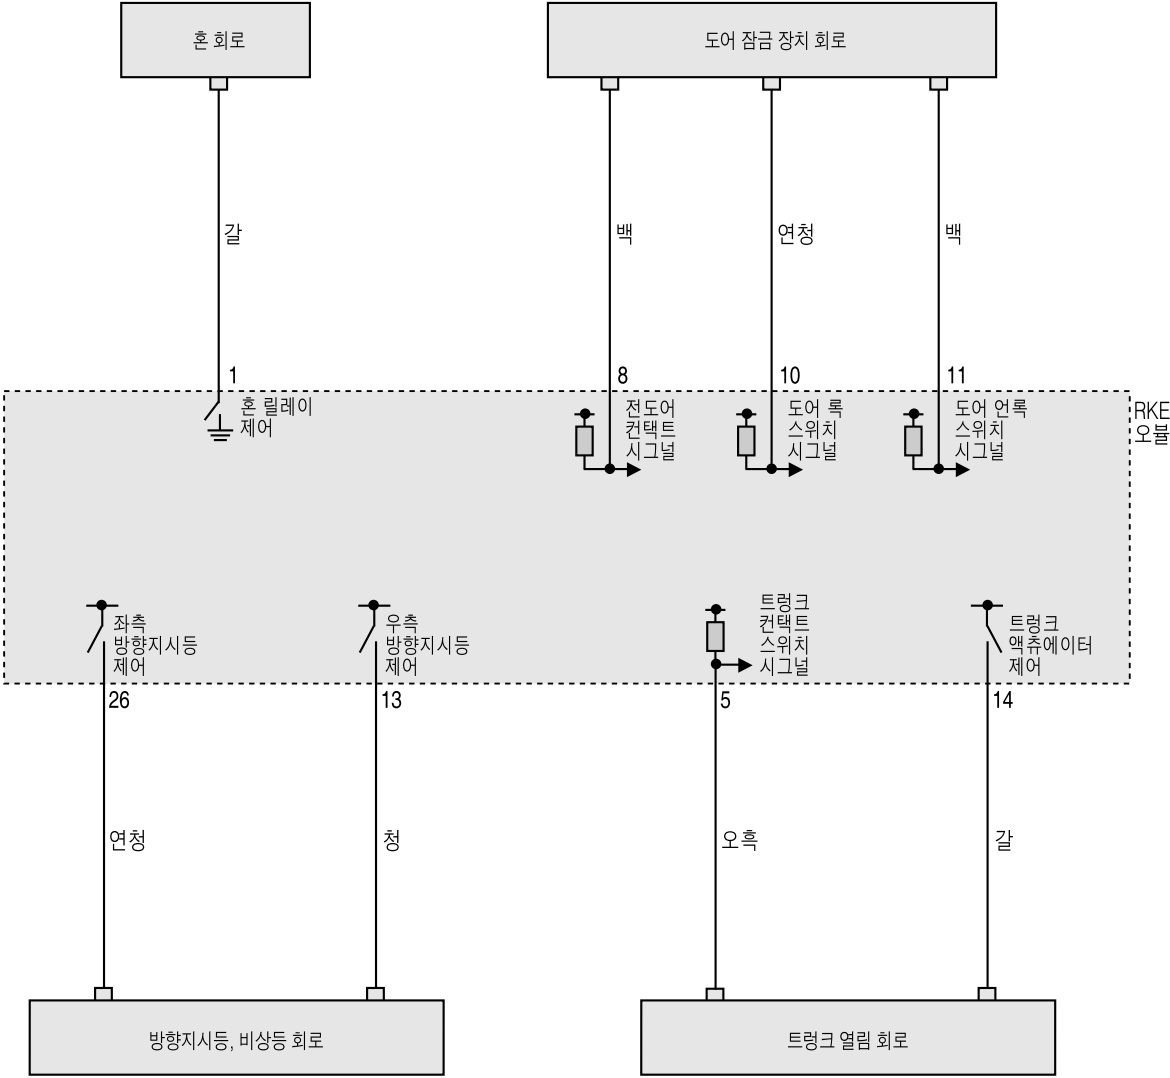 혼 회로
도어 잠금 장치 회로
갈
백
연청
백
1
8
10
11
혼 릴레이
제어
전도어
컨택트
시그널
도어 록
스위치
시그널
도어 언록
스위치
시그널
RKE
오듈
좌측
방향지시등
제어
우측
방향지시등
제어
트렁크
컨택트
스위치
시그널
트렁크
액츄에이터
제어
26
13
5
14
연청
청
오흑
갈
방향지시등, 비상등 회로
트렁크 열림 회로